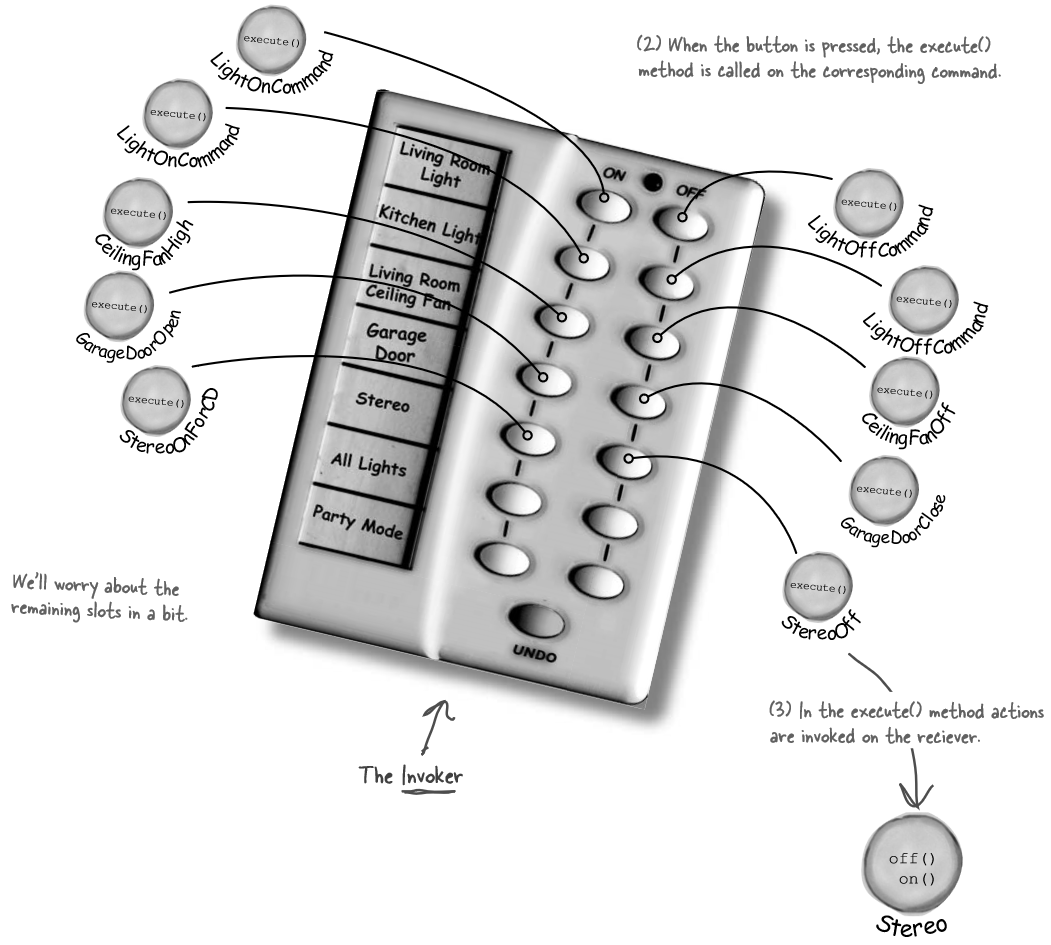 execute()
LightOnCommand
execute()
LightOnCommand
execute()
CeilingFanHigh
execute()
GarageDoorOpen
execute()
StereoOnForCD
(2) When the button is pressed, the execute()
method is called on the corresponding command.
Living Room
Light
Kitchen Light
Living Room
Ceiling Fan
Garage
Door
Stereo
All Lights
Party Mode
ON
OFF
UNDO
execute()
LightOffCommand
execute()
LightOffCommand
execute()
CeilingFanOff
execute()
GarageDoorClose
execute()
StereoOff
We'll worry about the
remaining slots in a bit.
The Invoker
(3) In the execute() method actions
are invoked on the reciever.
off()
on()
Stereo